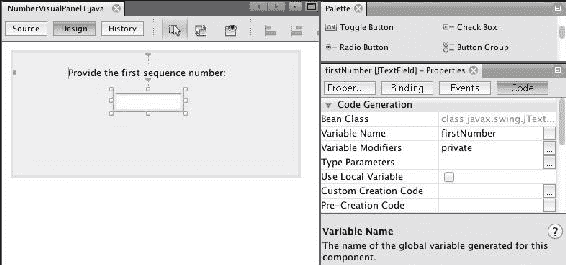 NumberVisualPanel1.java
Source
Design
History
Provide the first sequence number:
Palette
Toggle Button
Check Box
Radio Button
Button Group
firstNumber [JTextField] - Properties
Proper...
Binding
Events
Code
Code Generation
Bean Class
class javax.swing.JText...
Variable Name
firstNumber
...
Variable Modifiers
private
...
Type Parameters
...
Use Local Variable
Custom Creation Code
...
Pre-Creation Code
Variable Name
?
The name of the global variable generated for this
component.